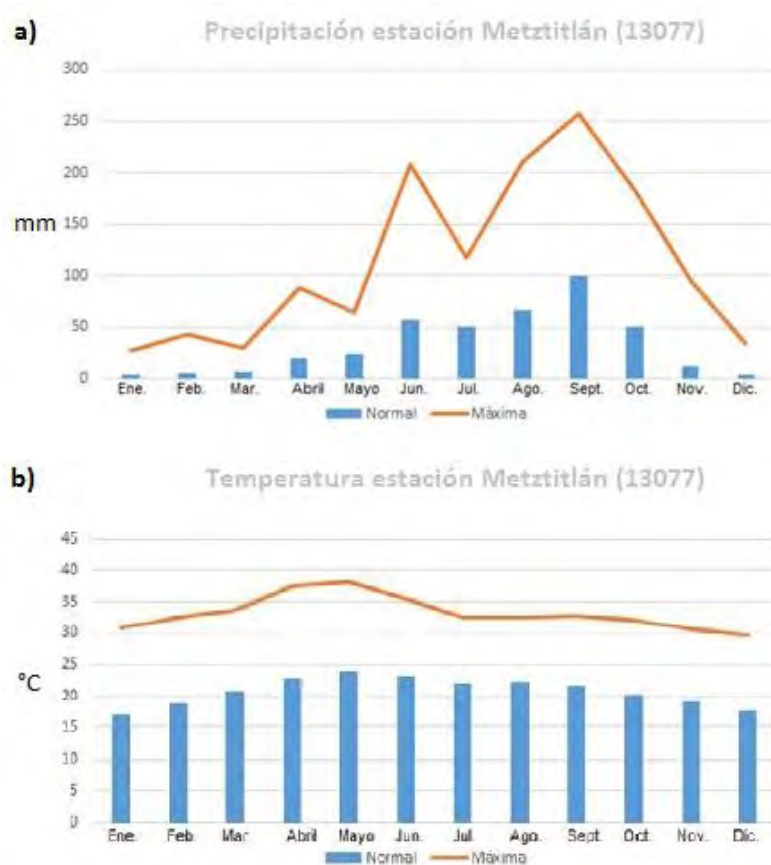 a) Precipitación estación Metztitlán (13077)
300
250
200
150
100
50
0
mm
Ene. Feb. Mar. Abril Mayo Jun. Jul. Ago. Sept. Oct. Nov. Dic.
Normal Máxima
b) Temperatura estación Metztitlán (13077)
45
40
35
30
25
20
15
10
5
0
°C
Ene. Feb. Mar Abril Mayo Jun. Jul. Ago. Sept. Oct. Nov. Dic.
Normal Máxima